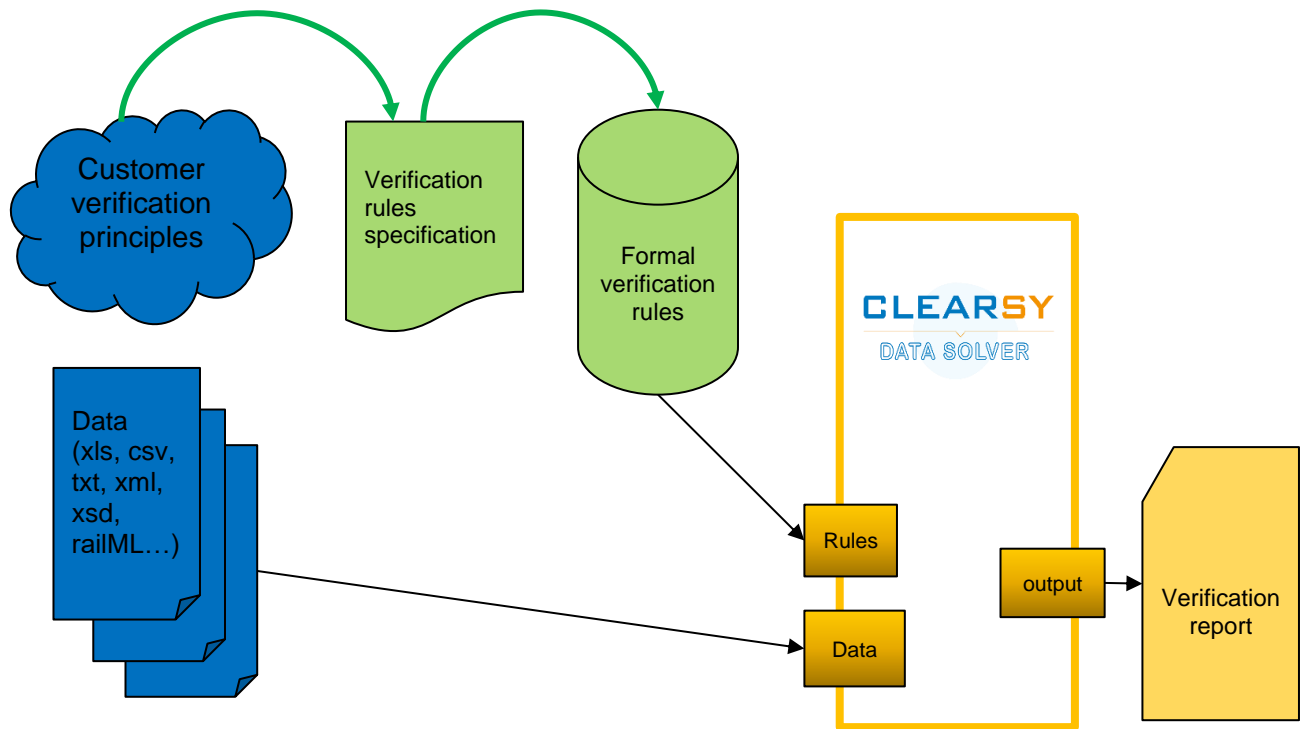 Customer
verification
principles
Verification
rules
specification
Formal
verification
rules
CLEARSY
DATA SOLVER
Data
(xls, csv,
txt, xml,
xsd,
railML…)
Rules
Data
output
Verification
report